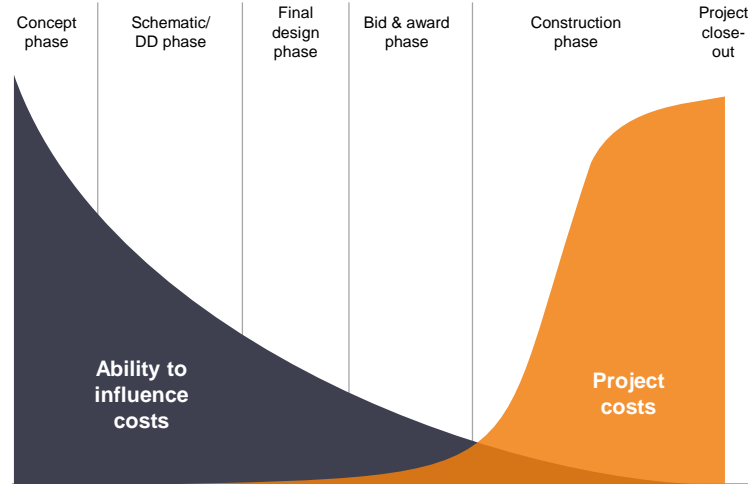 Concept
phase
Schematic/
DD phase
Final
design
phase
Bid & award
phase
Construction
phase
Project
close-
out
Ability to
influence
costs
Project
costs